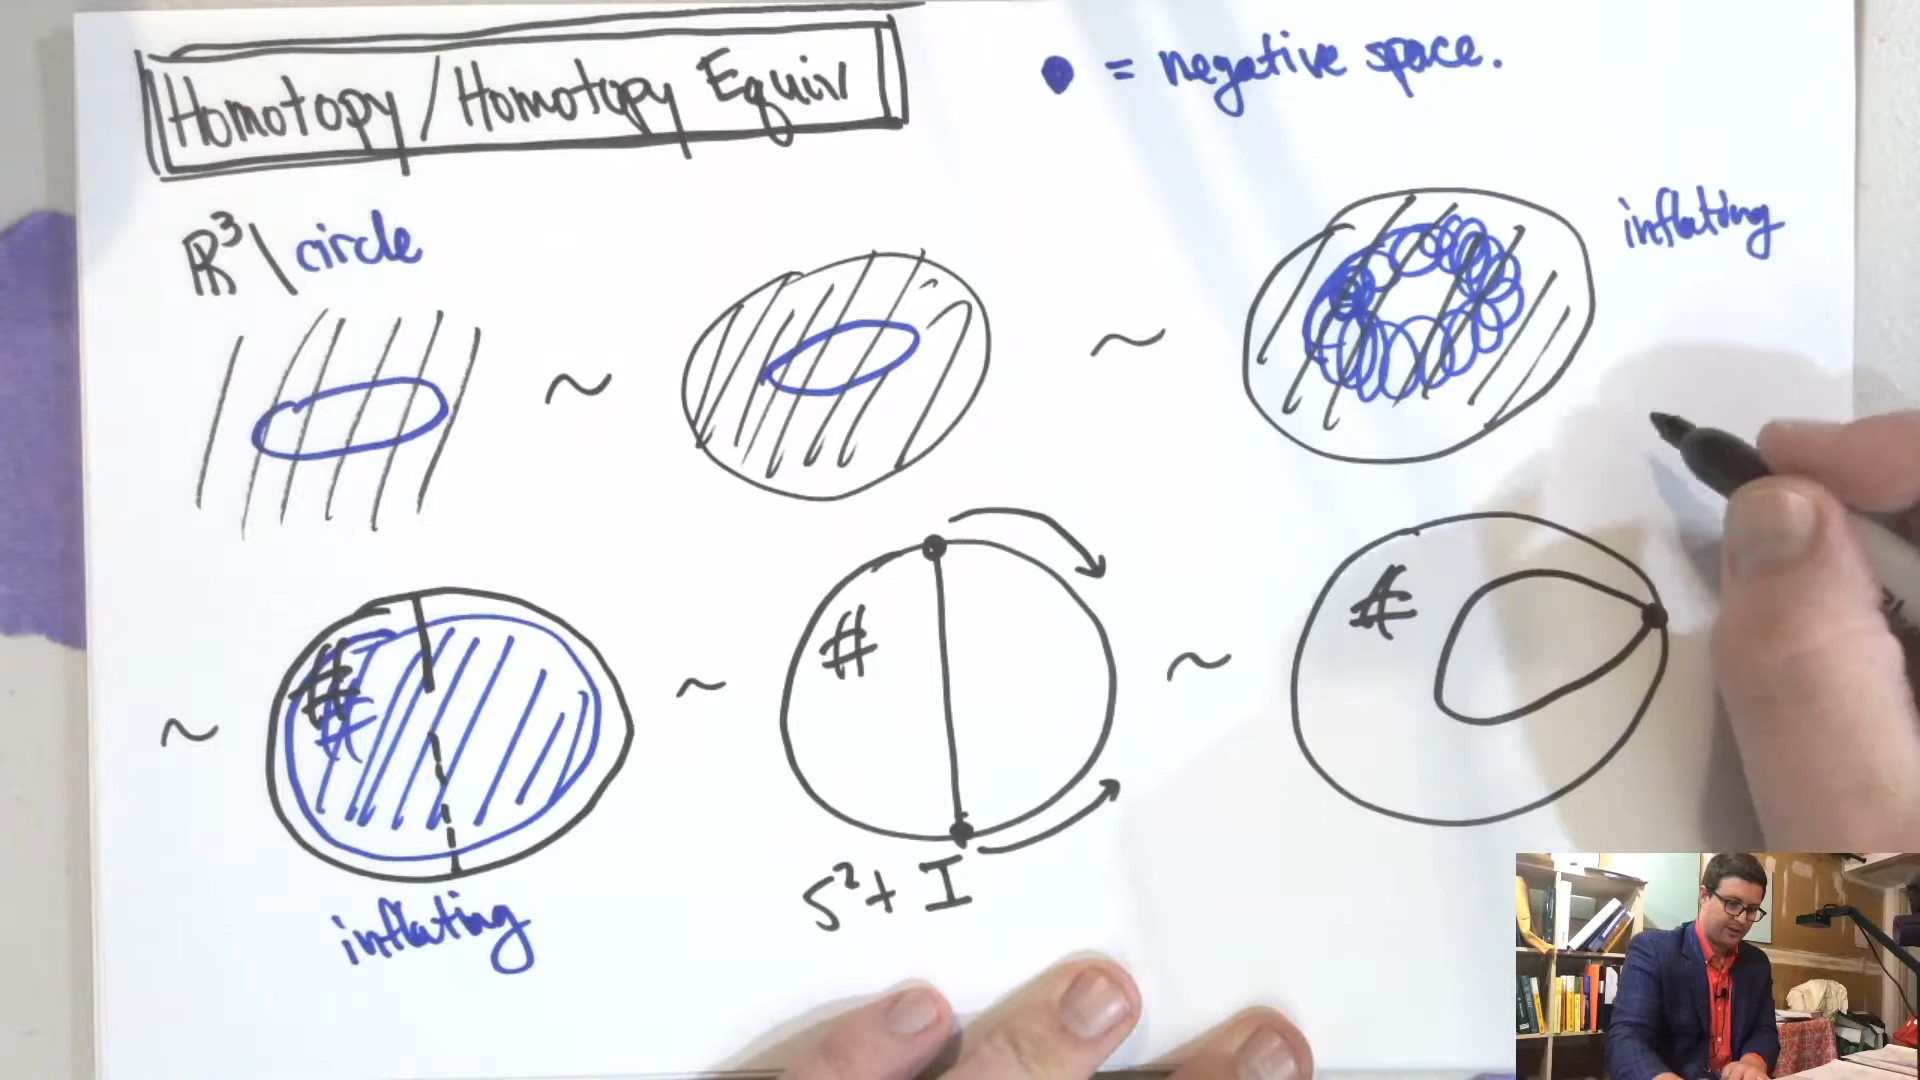 Homotopy / Homotopy Equiv
• = negative space.
R³ \ circle
inflating
~
~
~
~
~
#
#
inflating
S² + I